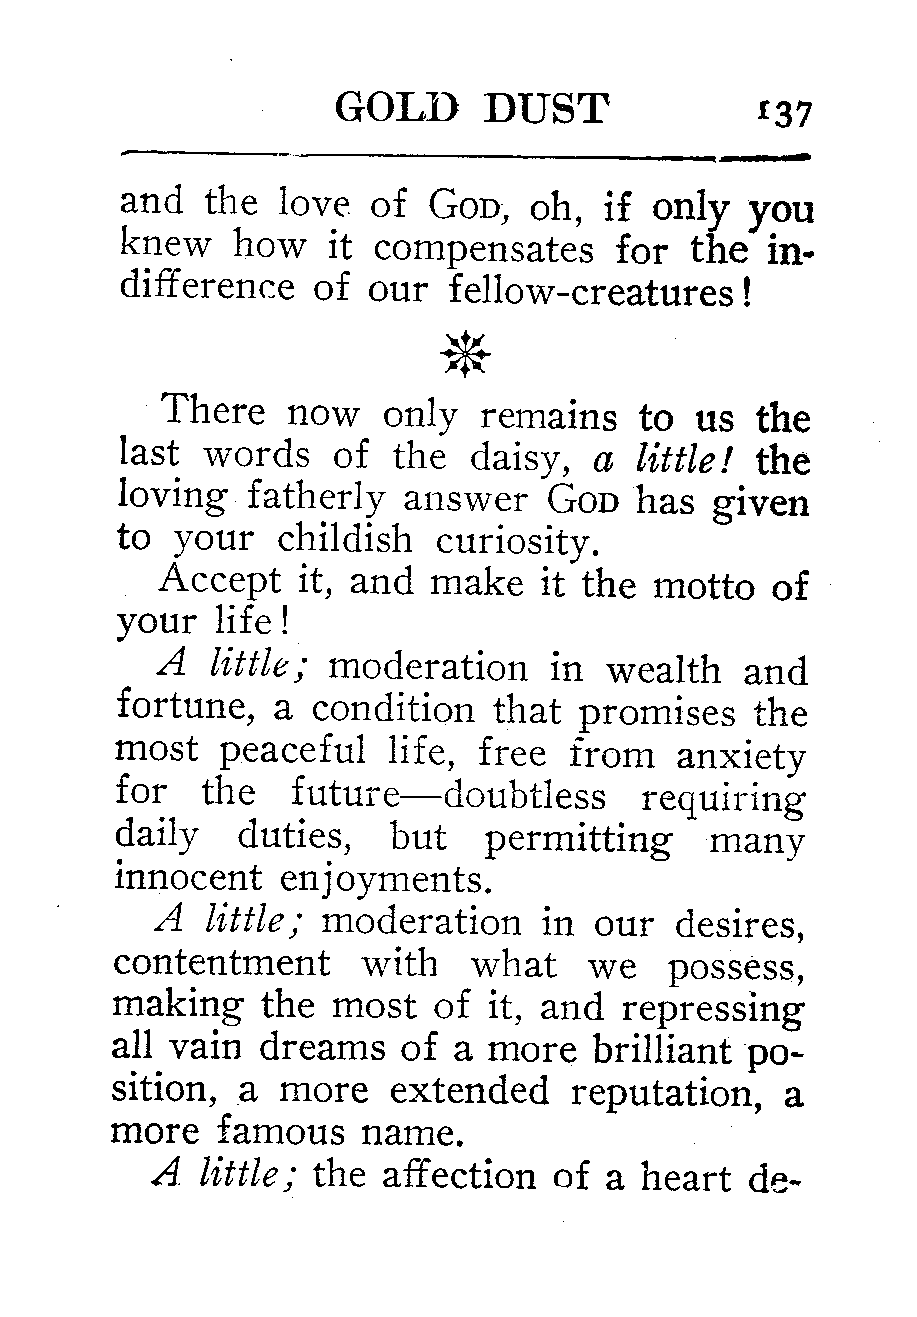 GOLD DUST 137
and the love of GOD, oh, if only you
knew how it compensates for the in-
difference of our fellow-creatures!
There now only remains to us the
last words of the daisy, a little! the
loving fatherly answer GOD has given
to your childish curiosity.
Accept it, and make it the motto of
your life!
A little; moderation in wealth and
fortune, a condition that promises the
most peaceful life, free from anxiety
for the future—doubtless requiring
daily duties, but permitting many
innocent enjoyments.
A little; moderation in our desires,
contentment with what we possess,
making the most of it, and repressing
all vain dreams of a more brilliant po-
sition, a more extended reputation, a
more famous name.
A little; the affection of a heart de-